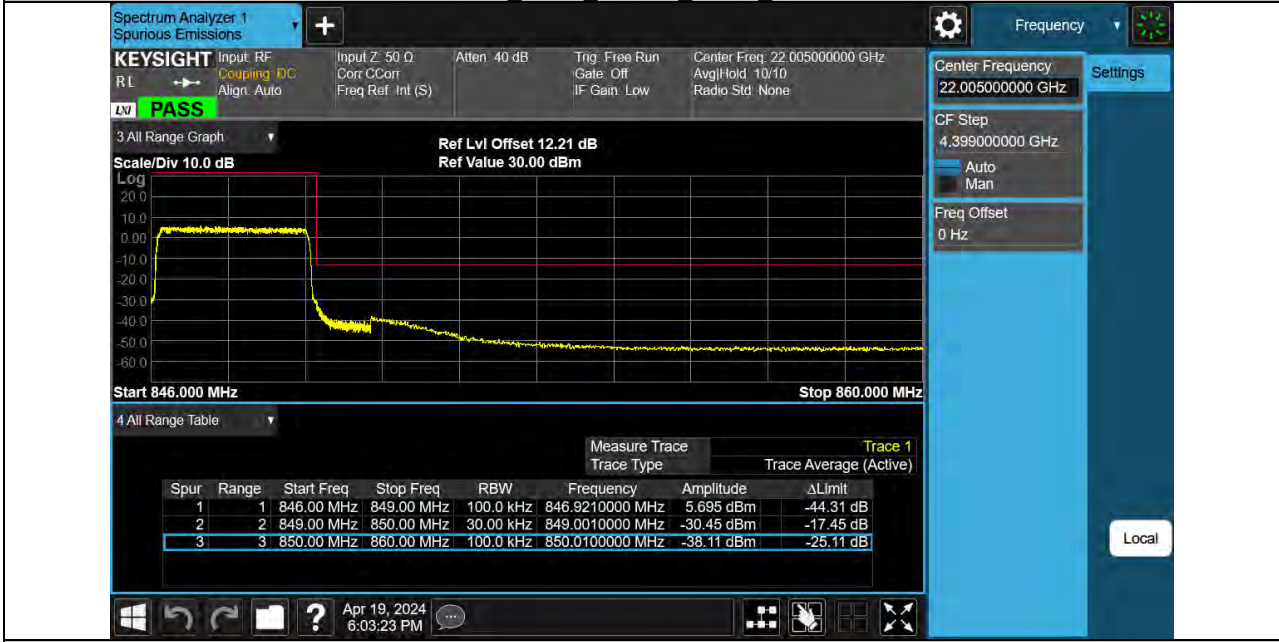 Spectrum Analyzer 1
Spurious Emissions
+
Frequency
KEYSIGHT Input: RF Input Z: 50 Ω Atten: 40 dB Trig: Free Run Center Freq: 22.005000000 GHz
RL Coupling: DC Corr CCorr Gate: Off Avg|Hold: 10/10
Align: Auto Freq Ref: Int (S) IF Gain: Low Radio Std: None
LXI PASS
Center Frequency
22.005000000 GHz
Settings
CF Step
4.399000000 GHz
Auto
Man
Freq Offset
0 Hz
3 All Range Graph
Ref Lvl Offset 12.21 dB
Scale/Div 10.0 dB Ref Value 30.00 dBm
Log
20.0
10.0
0.00
-10.0
-20.0
-30.0
-40.0
-50.0
-60.0
Start 846.000 MHz Stop 860.000 MHz
4 All Range Table
Measure Trace Trace 1
Trace Type Trace Average (Active)
Spur Range Start Freq Stop Freq RBW Frequency Amplitude ΔLimit
1 1 846.00 MHz 849.00 MHz 100.0 kHz 846.9210000 MHz 5.695 dBm -44.31 dB
2 2 849.00 MHz 850.00 MHz 30.00 kHz 849.0010000 MHz -30.45 dBm -17.45 dB
3 3 850.00 MHz 860.00 MHz 100.0 kHz 850.0100000 MHz -38.11 dBm -25.11 dB
Local
? Apr 19, 2024
6:03:23 PM